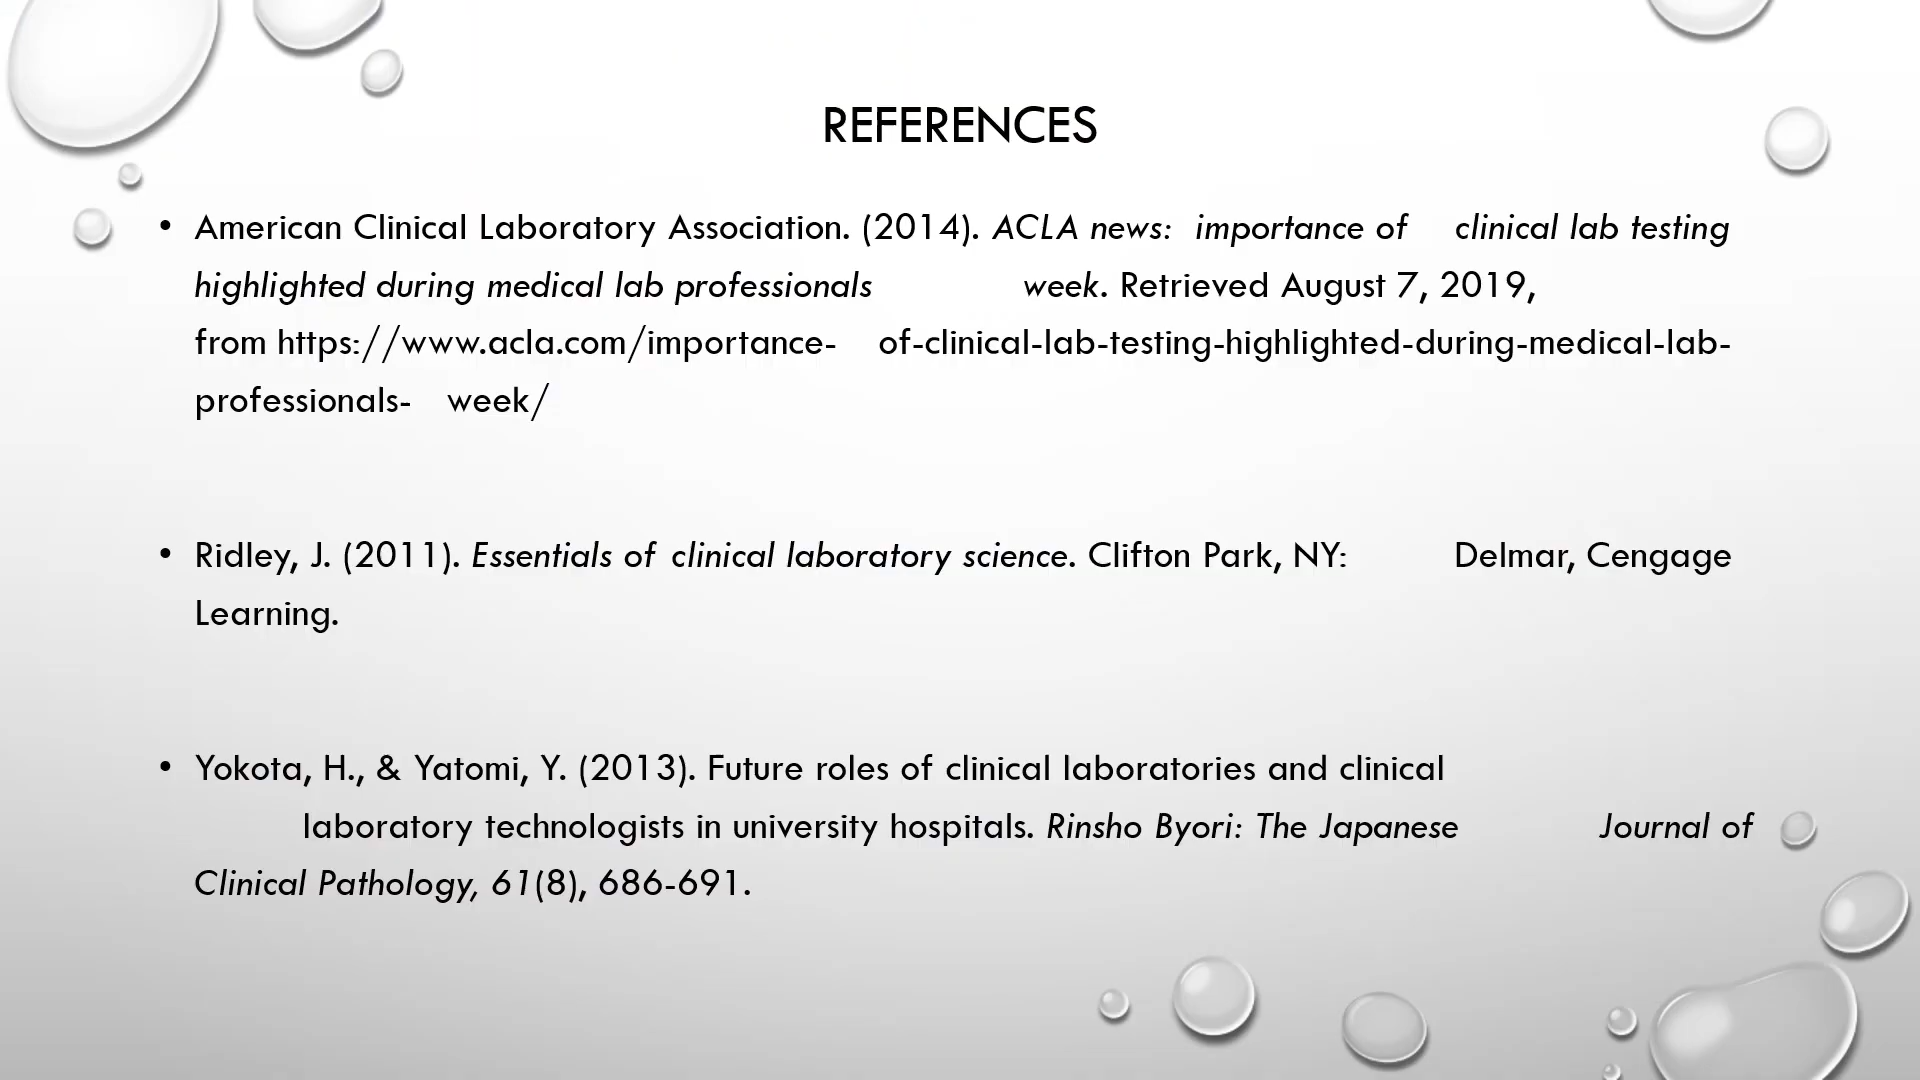 REFERENCES
• American Clinical Laboratory Association. (2014). ACLA news: importance of clinical lab testing
highlighted during medical lab professionals week. Retrieved August 7, 2019,
from https://www.acla.com/importance- of-clinical-lab-testing-highlighted-during-medical-lab-
professionals- week/
• Ridley, J. (2011). Essentials of clinical laboratory science. Clifton Park, NY: Delmar, Cengage
Learning.
• Yokota, H., & Yatomi, Y. (2013). Future roles of clinical laboratories and clinical
laboratory technologists in university hospitals. Rinsho Byori: The Japanese Journal of
Clinical Pathology, 61(8), 686-691.